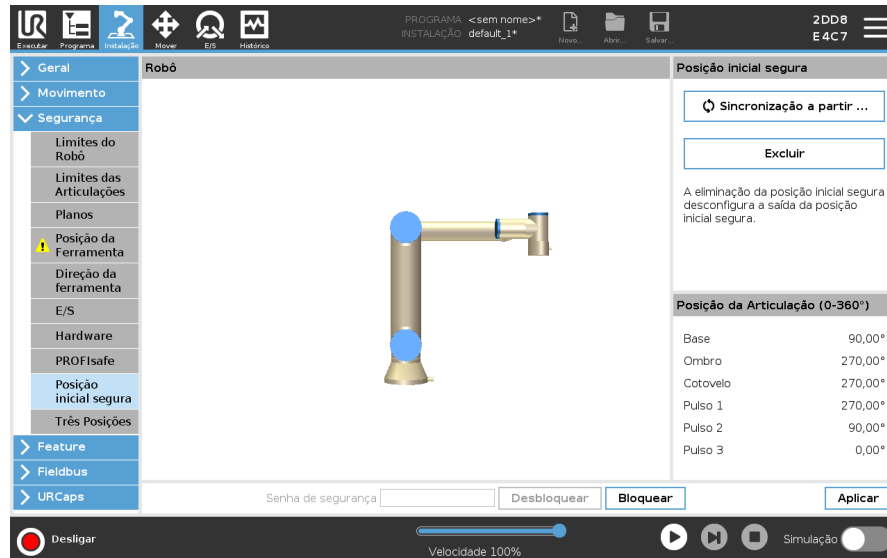 PROGRAMA <sem nome>*
INSTALAÇÃO default_1*
2DD8
E4C7
Executar
Programa
Instalação
Mover
E/S
Histórico
Novo...
Abrir...
Salvar...
Geral
Movimento
Segurança
Limites do
Robô
Limites das
Articulações
Planos
Posição da
Ferramenta
Direção da
ferramenta
E/S
Hardware
PROFIsafe
Posição
inicial segura
Três Posições
Feature
Fieldbus
URCaps
Robô
Posição inicial segura
Sincronização a partir ...
Excluir
A eliminação da posição inicial segura
desconfigura a saída da posição
inicial segura.
Posição da Articulação (0-360°)
Base 90,00°
Ombro 270,00°
Cotovelo 270,00°
Pulso 1 270,00°
Pulso 2 90,00°
Pulso 3 0,00°
Senha de segurança Desbloquear Bloquear Aplicar
Desligar
Velocidade 100%
Simulação